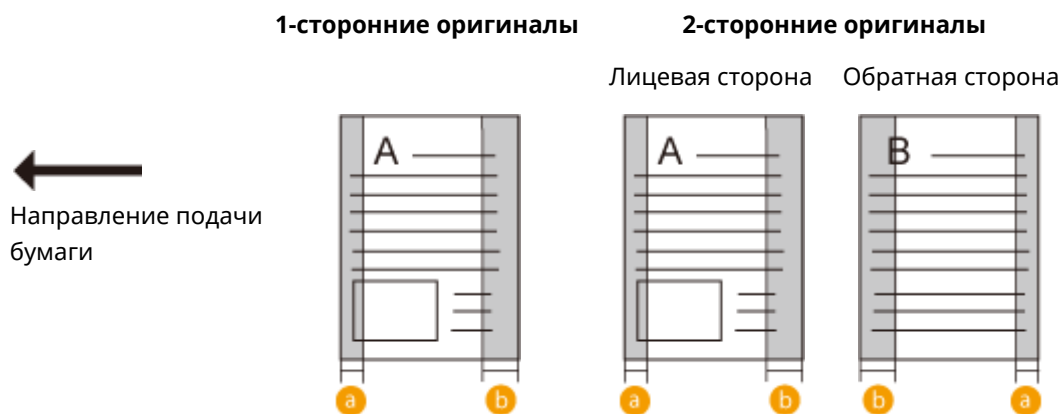 1-сторонние оригиналы 2-сторонние оригиналы
Лицевая сторона Обратная сторона
A A B
Направление подачи
бумаги
a b a b b a